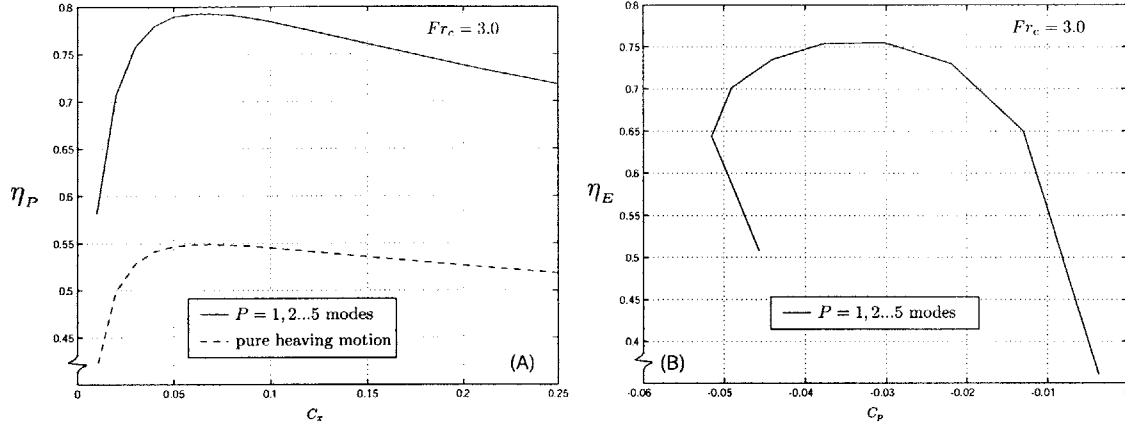 0.8
0.75
0.7
0.65
0.6
0.55
0.5
0.45
η_P
Fr_c = 3.0
P = 1, 2...5 modes
pure heaving motion
(A)
0
0.05
0.1
0.15
0.2
0.25
C_x
0.8
0.75
0.7
0.65
0.6
0.55
0.5
0.45
0.4
η_E
Fr_c = 3.0
P = 1, 2...5 modes
(B)
-0.06
-0.05
-0.04
-0.03
-0.02
-0.01
C_P